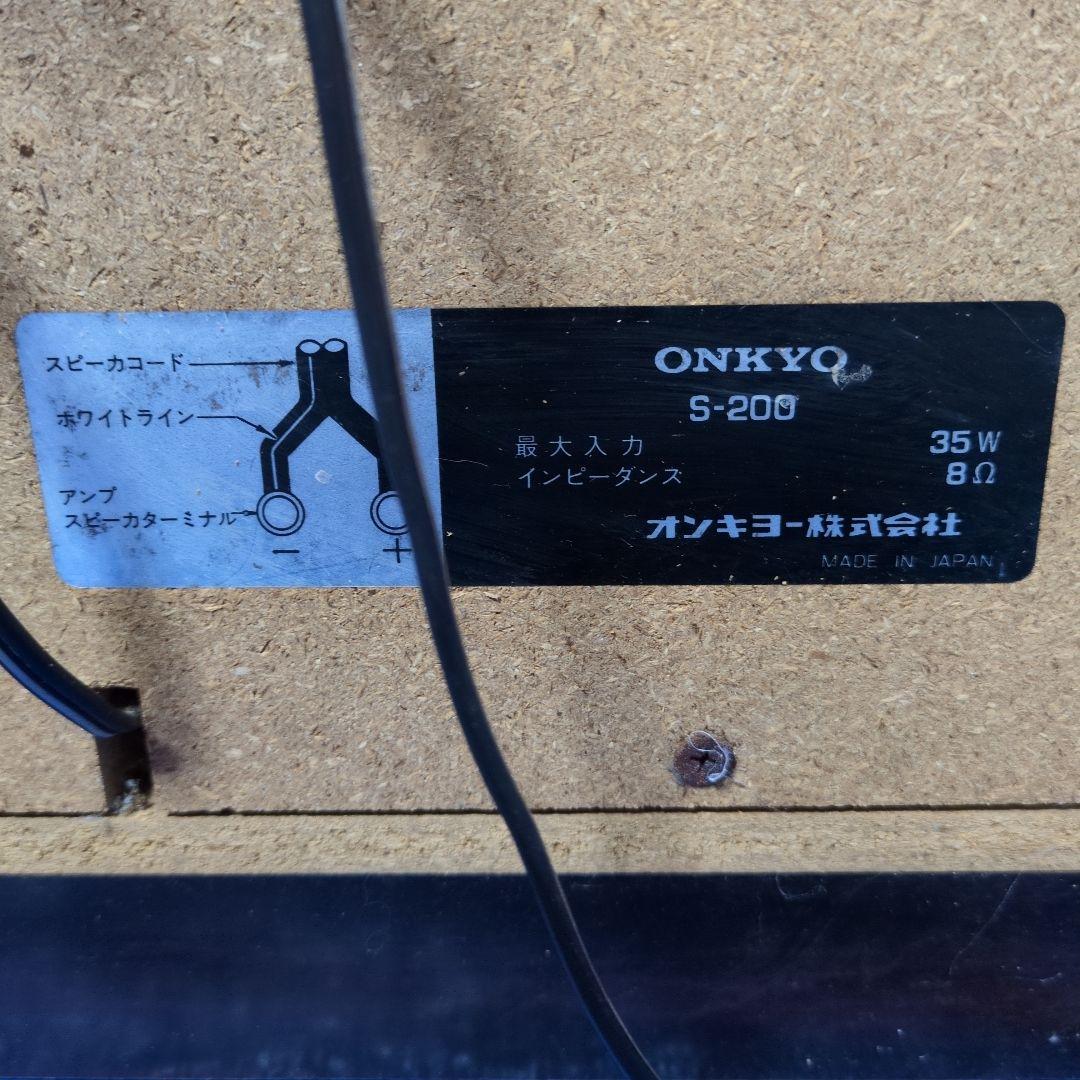 スピーカコード
ホワイトライン
アンプ
スピーカターミナル
− +
ONKYO
S-200
最大入力 35W
インピーダンス 8Ω
オンキヨー株式会社
MADE IN JAPAN